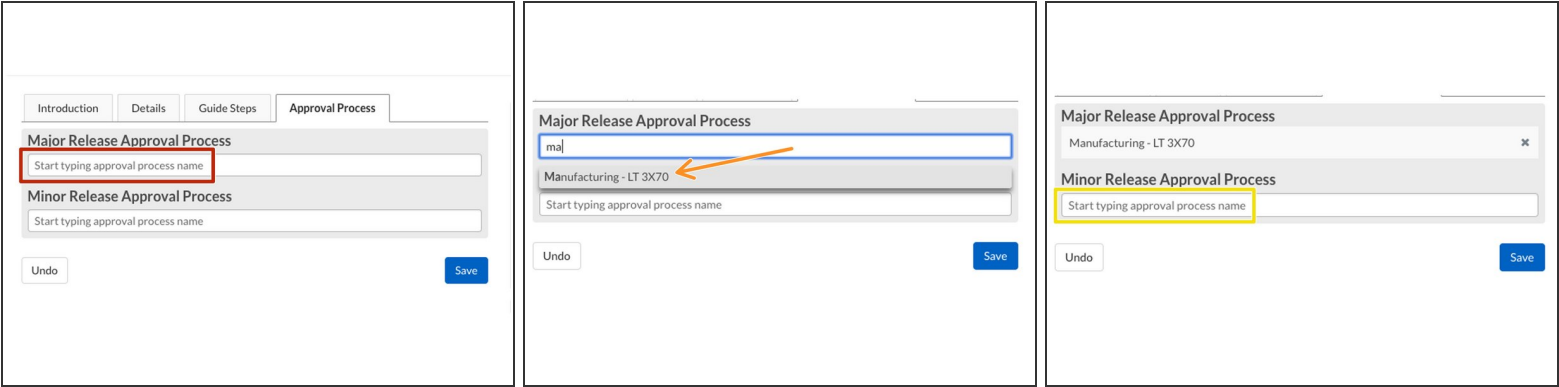 Introduction
Details
Guide Steps
Approval Process
Major Release Approval Process
Start typing approval process name
Minor Release Approval Process
Start typing approval process name
Undo
Save
Major Release Approval Process
ma
Manufacturing - LT 3X70
Start typing approval process name
Undo
Save
Major Release Approval Process
Manufacturing - LT 3X70
Minor Release Approval Process
Start typing approval process name
Undo
Save